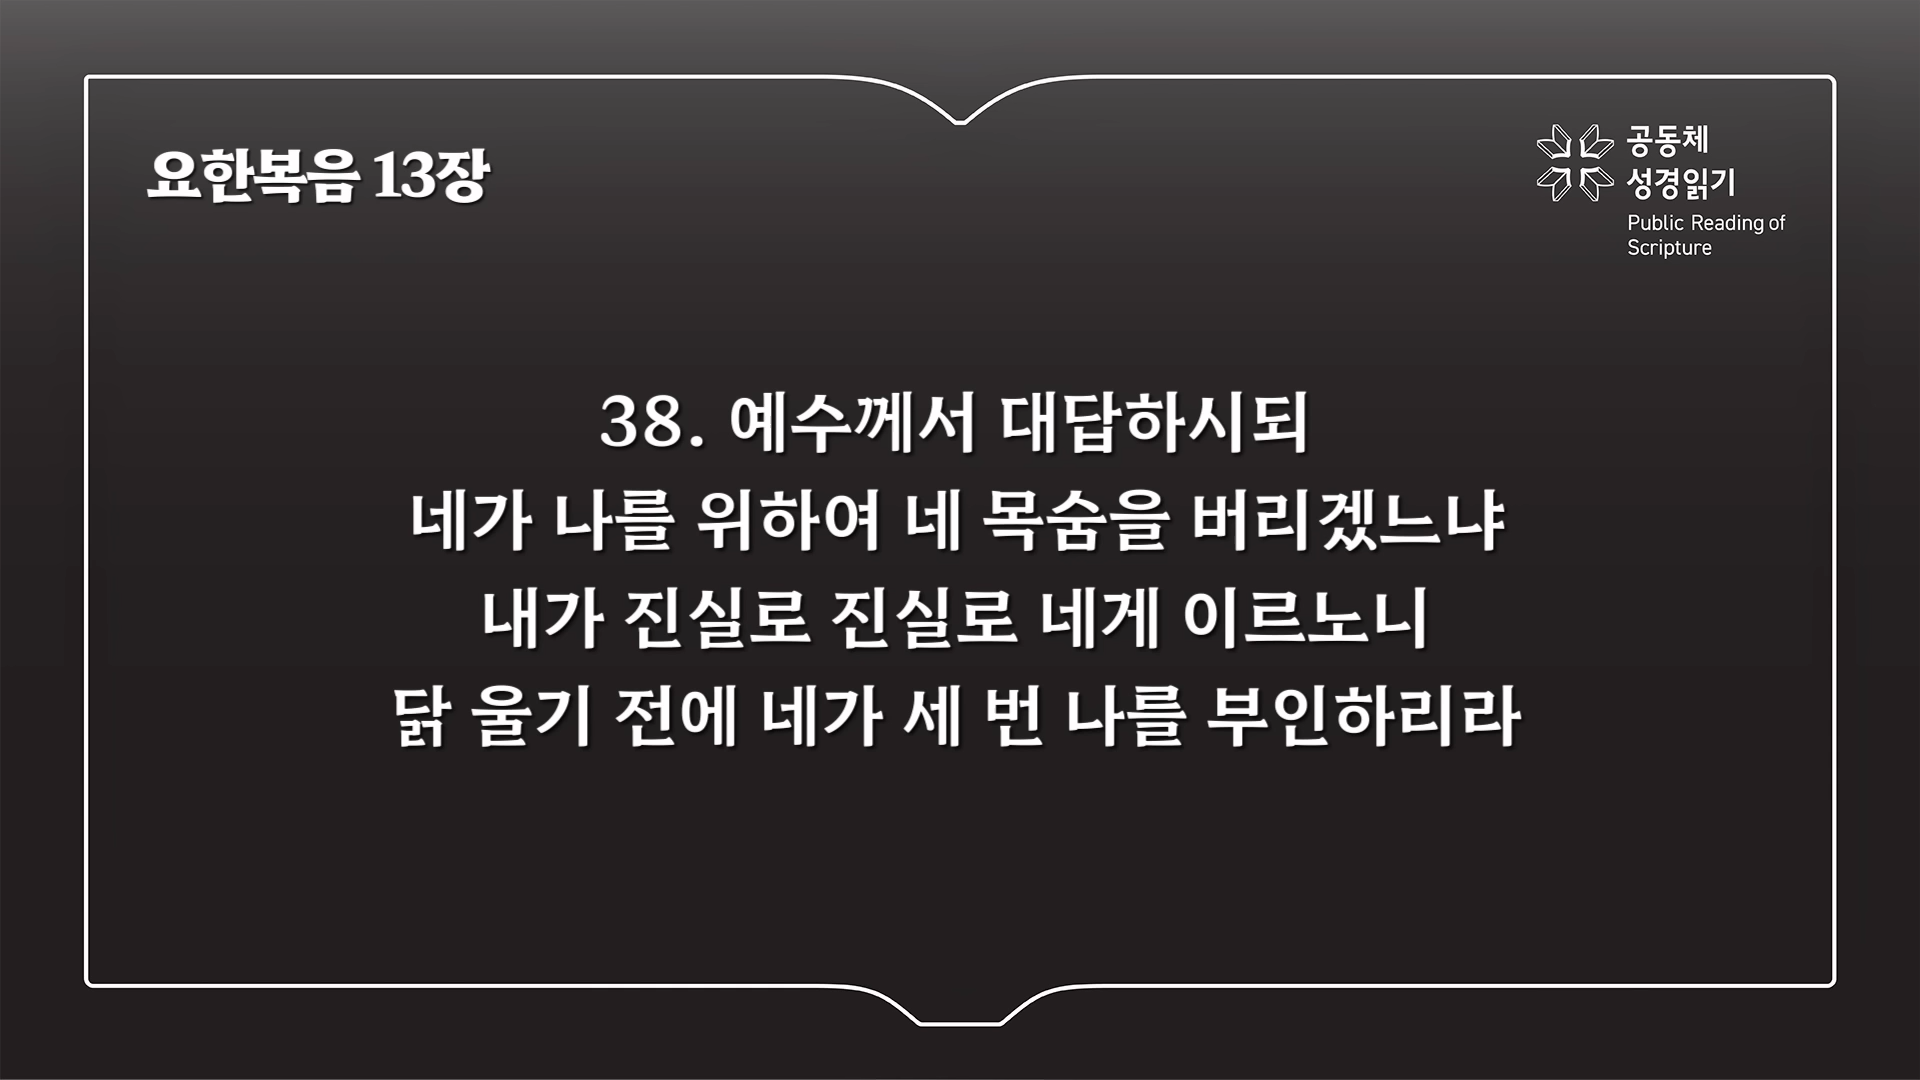 요한복음 13장
공동체
성경읽기
Public Reading of
Scripture
38. 예수께서 대답하시되
네가 나를 위하여 네 목숨을 버리겠느냐
내가 진실로 진실로 네게 이르노니
닭 울기 전에 네가 세 번 나를 부인하리라